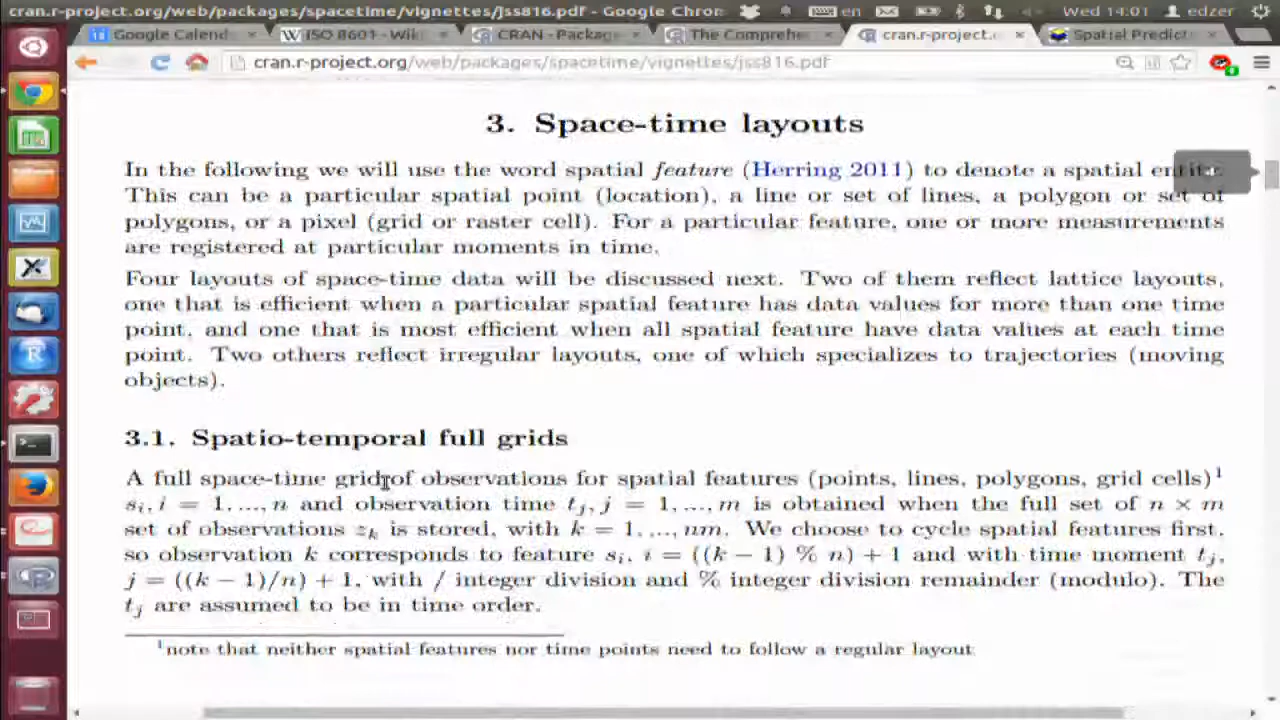 cran.r-project.org/web/packages/spacetime/vignettes/jss816.pdf - Google Chrom
en
Wed 14:01
edzer
Google Calend
ISO 8601 - Wiki
CRAN - Package
The Comprehe
cran.r-project.o
Spatial Predict
cran.r-project.org/web/packages/spacetime/vignettes/jss816.pdf
3. Space-time layouts
In the following we will use the word spatial feature (Herring 2011) to denote a spatial entity.
This can be a particular spatial point (location), a line or set of lines, a polygon or set of
polygons, or a pixel (grid or raster cell). For a particular feature, one or more measurements
are registered at particular moments in time.
Four layouts of space-time data will be discussed next. Two of them reflect lattice layouts,
one that is efficient when a particular spatial feature has data values for more than one time
point, and one that is most efficient when all spatial feature have data values at each time
point. Two others reflect irregular layouts, one of which specializes to trajectories (moving
objects).
3.1. Spatio-temporal full grids
A full space-time grid of observations for spatial features (points, lines, polygons, grid cells)¹
sᵢ, i = 1, ..., n and observation time tⱼ, j = 1, ..., m is obtained when the full set of n × m
set of observations zₖ is stored, with k = 1, ..., nm. We choose to cycle spatial features first,
so observation k corresponds to feature sᵢ, i = ((k − 1) % n) + 1 and with time moment tⱼ,
j = ((k − 1)/n) + 1, with / integer division and % integer division remainder (modulo). The
tⱼ are assumed to be in time order.
¹note that neither spatial features nor time points need to follow a regular layout